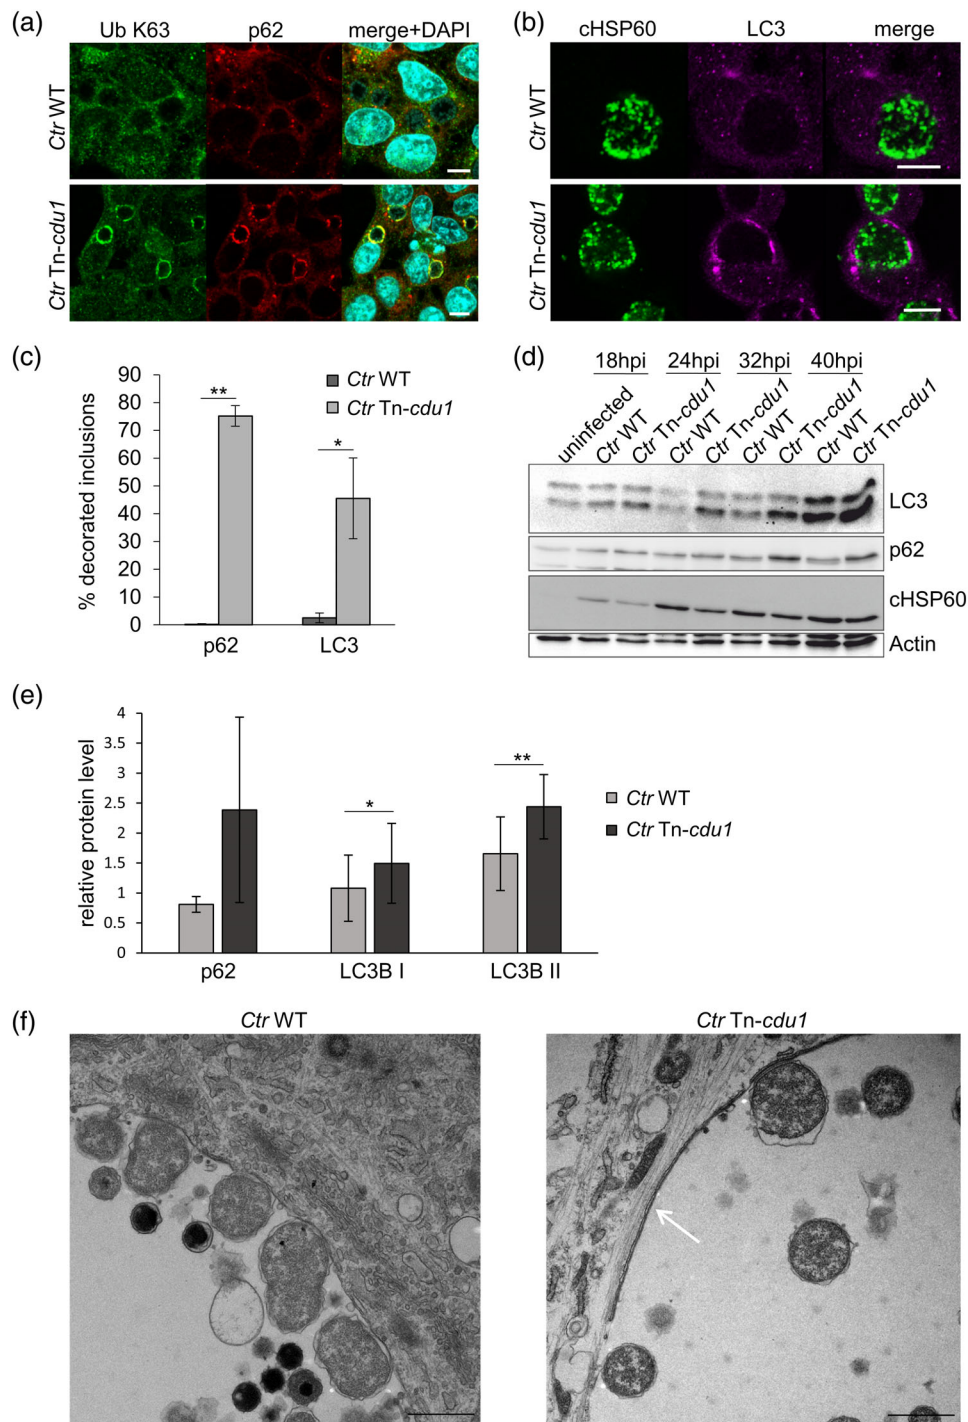 (a)
Ub K63 p62 merge+DAPI
Ctr WT
Ctr Tn-cdu1
(b)
cHSP60 LC3 merge
Ctr WT
Ctr Tn-cdu1
(c)
% decorated inclusions
90
80
70
60
50
40
30
20
10
0
**
*
p62 LC3
Ctr WT
Ctr Tn-cdu1
(d)
18hpi 24hpi 32hpi 40hpi
uninfected
Ctr WT
Ctr Tn-cdu1
Ctr WT
Ctr Tn-cdu1
Ctr WT
Ctr Tn-cdu1
Ctr WT
Ctr Tn-cdu1
LC3
p62
cHSP60
Actin
(e)
relative protein level
4
3.5
3
2.5
2
1.5
1
0.5
0
*
**
p62 LC3B I LC3B II
Ctr WT
Ctr Tn-cdu1
(f)
Ctr WT Ctr Tn-cdu1